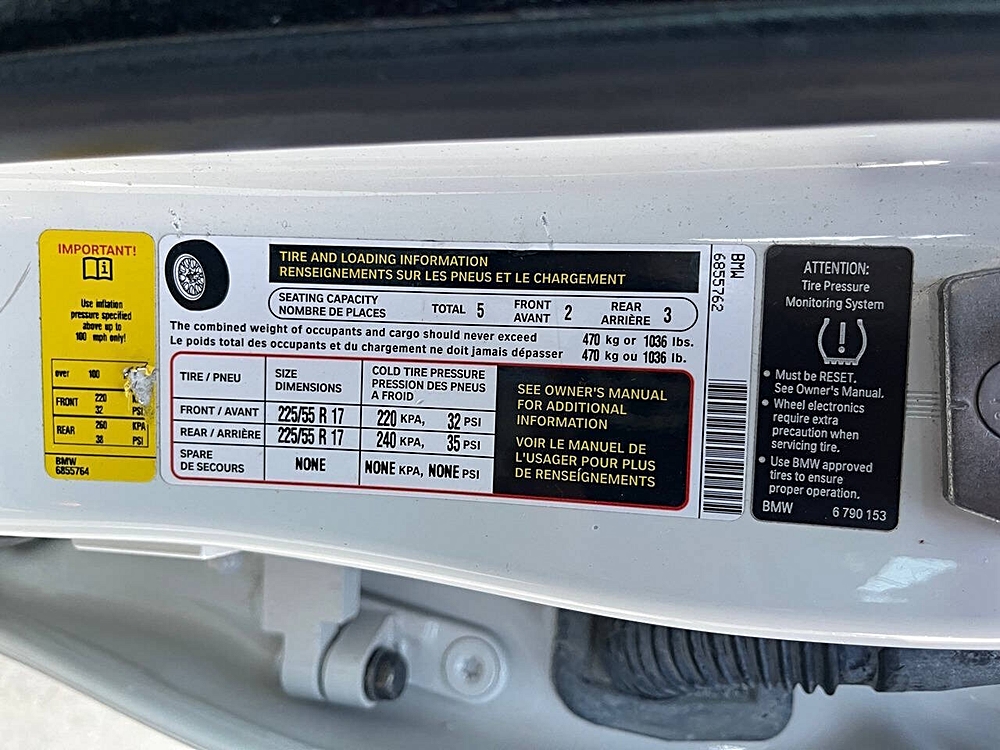 IMPORTANT!
Use inflation
pressure specified
above up to
100 mph only!
over 100
FRONT 220
32 PSI
REAR 260 KPA
38 PSI
BMW
6855764
TIRE AND LOADING INFORMATION
RENSEIGNEMENTS SUR LES PNEUS ET LE CHARGEMENT
SEATING CAPACITY
NOMBRE DE PLACES
TOTAL 5
FRONT
AVANT 2
REAR
ARRIÈRE 3
The combined weight of occupants and cargo should never exceed 470 kg or 1036 lbs.
Le poids total des occupants et du chargement ne doit jamais dépasser 470 kg ou 1036 lb.
TIRE / PNEU
SIZE
DIMENSIONS
COLD TIRE PRESSURE
PRESSION DES PNEUS
A FROID
FRONT / AVANT 225/55 R 17 220 KPA, 32 PSI
REAR / ARRIÈRE 225/55 R 17 240 KPA, 35 PSI
SPARE
DE SECOURS
NONE NONE KPA, NONE PSI
SEE OWNER'S MANUAL
FOR ADDITIONAL
INFORMATION
VOIR LE MANUEL DE
L'USAGER POUR PLUS
DE RENSEIGNEMENTS
BMW
6855762
ATTENTION:
Tire Pressure
Monitoring System
• Must be RESET.
See Owner's Manual.
• Wheel electronics
require extra
precaution when
servicing tire.
• Use BMW approved
tires to ensure
proper operation.
BMW 6 790 153